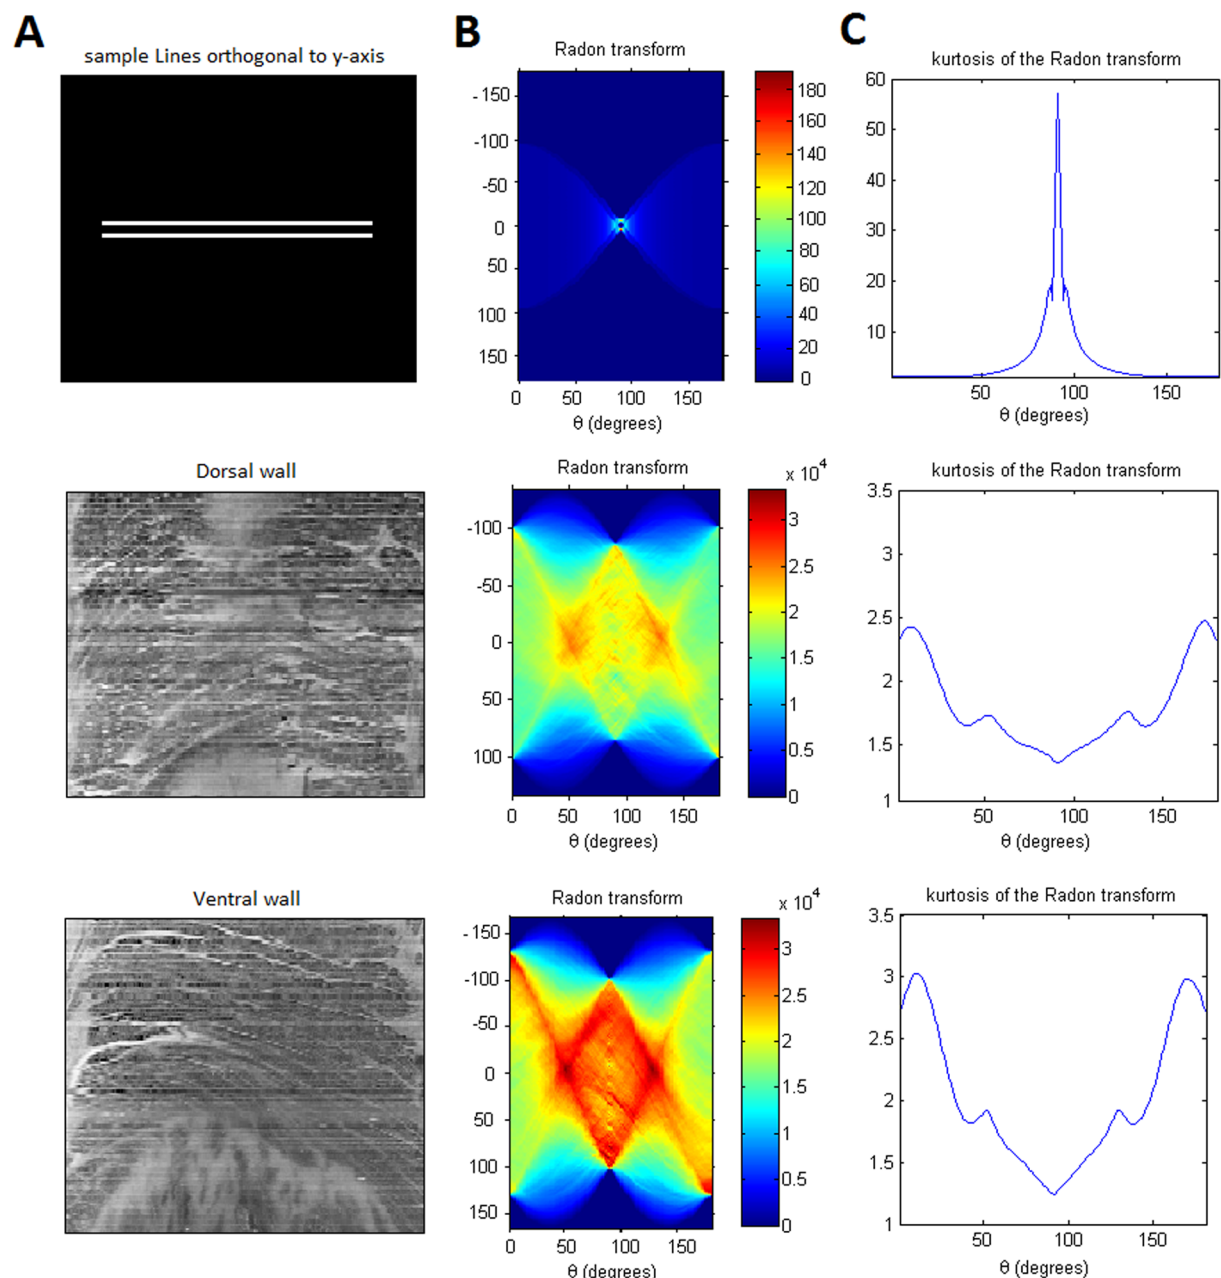 A
B
C
sample Lines orthogonal to y-axis
Radon transform
kurtosis of the Radon transform
-150
-100
-50
0
50
100
150
0 50 100 150
θ (degrees)
180
160
140
120
100
80
60
40
20
0
60
50
40
30
20
10
50 100 150
θ (degrees)
Dorsal wall
Radon transform
kurtosis of the Radon transform
-100
-50
0
50
100
0 50 100 150
θ (degrees)
x 10⁴
3
2.5
2
1.5
1
0.5
0
3.5
3
2.5
2
1.5
1
50 100 150
θ (degrees)
Ventral wall
Radon transform
kurtosis of the Radon transform
-150
-100
-50
0
50
100
150
0 50 100 150
θ (degrees)
x 10⁴
3
2.5
2
1.5
1
0.5
0
3.5
3
2.5
2
1.5
1
50 100 150
θ (degrees)